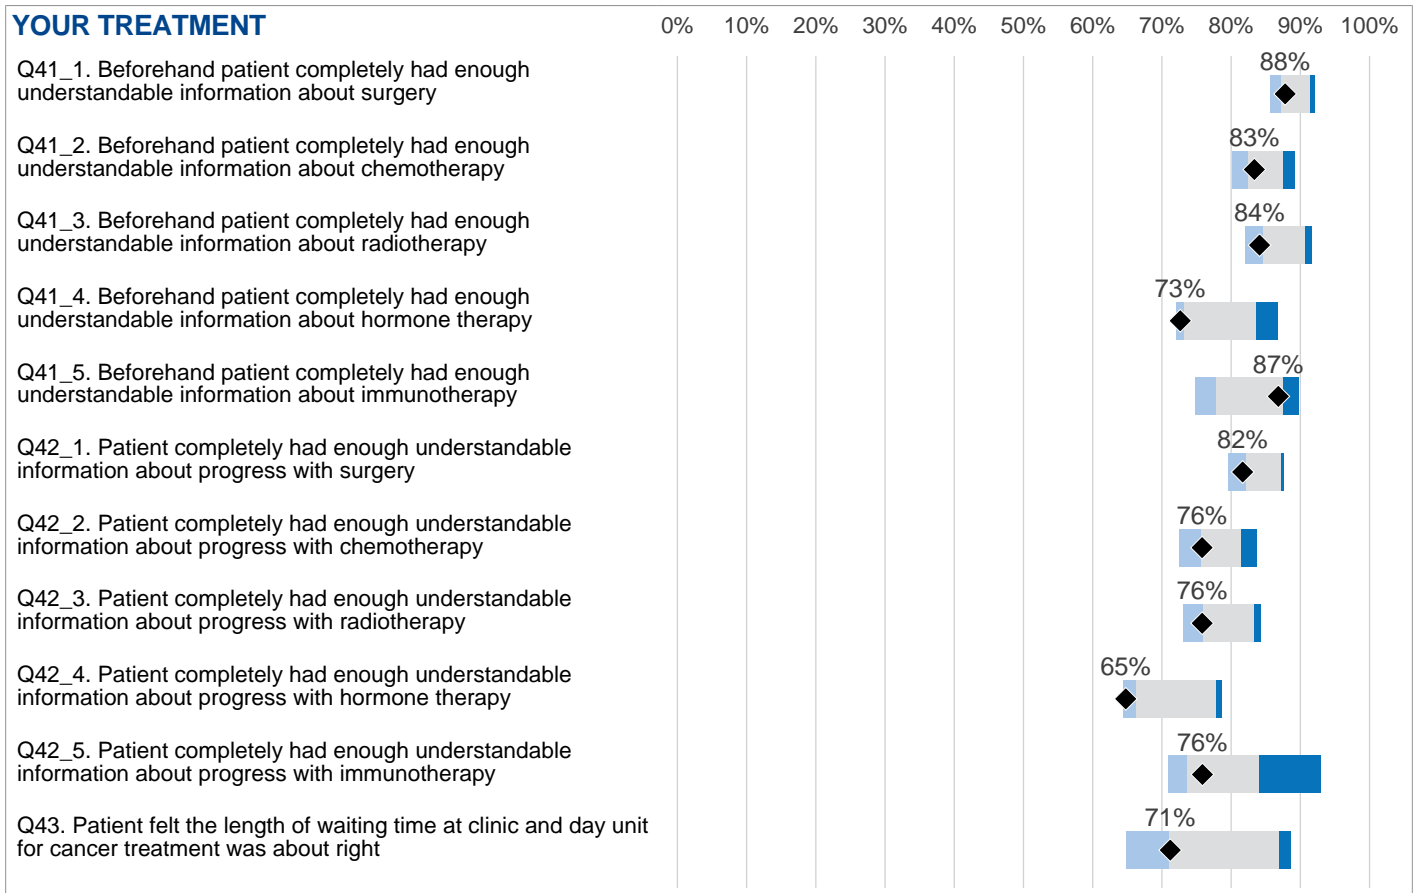 YOUR TREATMENT
0% 10% 20% 30% 40% 50% 60% 70% 80% 90% 100%
Q41_1. Beforehand patient completely had enough
understandable information about surgery
88%
Q41_2. Beforehand patient completely had enough
understandable information about chemotherapy
83%
Q41_3. Beforehand patient completely had enough
understandable information about radiotherapy
84%
Q41_4. Beforehand patient completely had enough
understandable information about hormone therapy
73%
Q41_5. Beforehand patient completely had enough
understandable information about immunotherapy
87%
Q42_1. Patient completely had enough understandable
information about progress with surgery
82%
Q42_2. Patient completely had enough understandable
information about progress with chemotherapy
76%
Q42_3. Patient completely had enough understandable
information about progress with radiotherapy
76%
Q42_4. Patient completely had enough understandable
information about progress with hormone therapy
65%
Q42_5. Patient completely had enough understandable
information about progress with immunotherapy
76%
Q43. Patient felt the length of waiting time at clinic and day unit
for cancer treatment was about right
71%